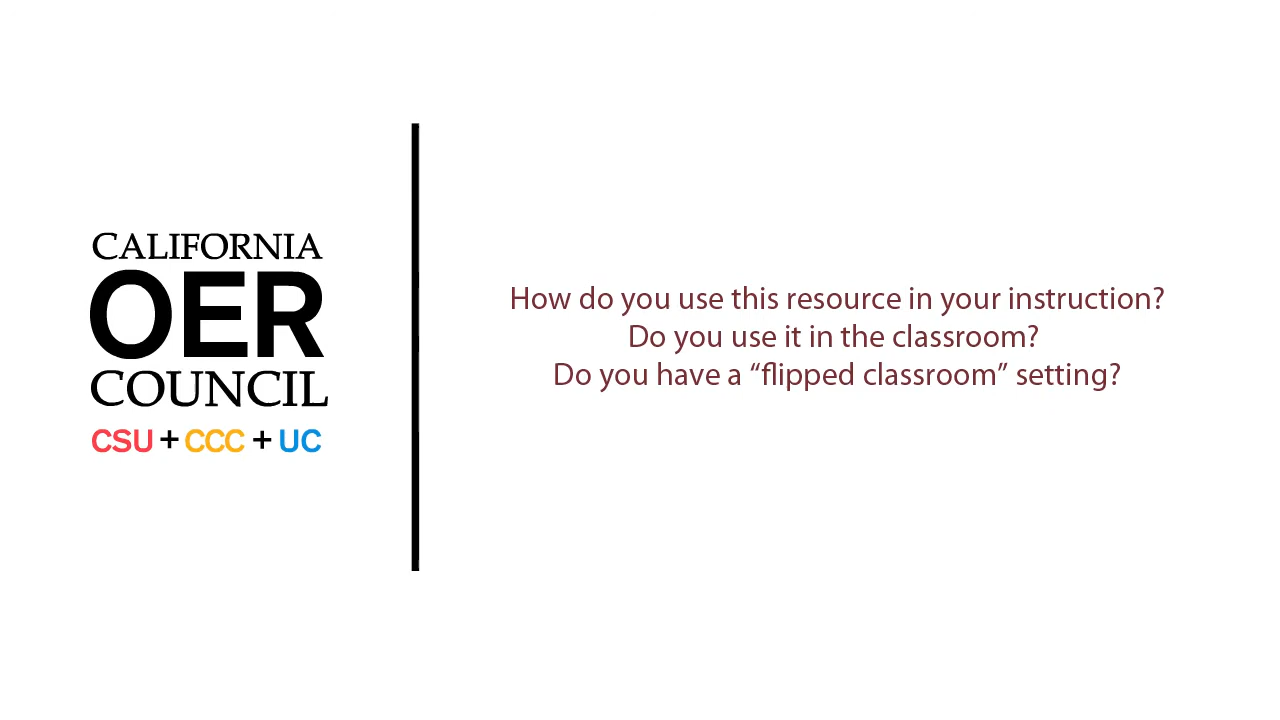 CALIFORNIA
OER
COUNCIL
CSU + CCC + UC
How do you use this resource in your instruction?
Do you use it in the classroom?
Do you have a “flipped classroom” setting?